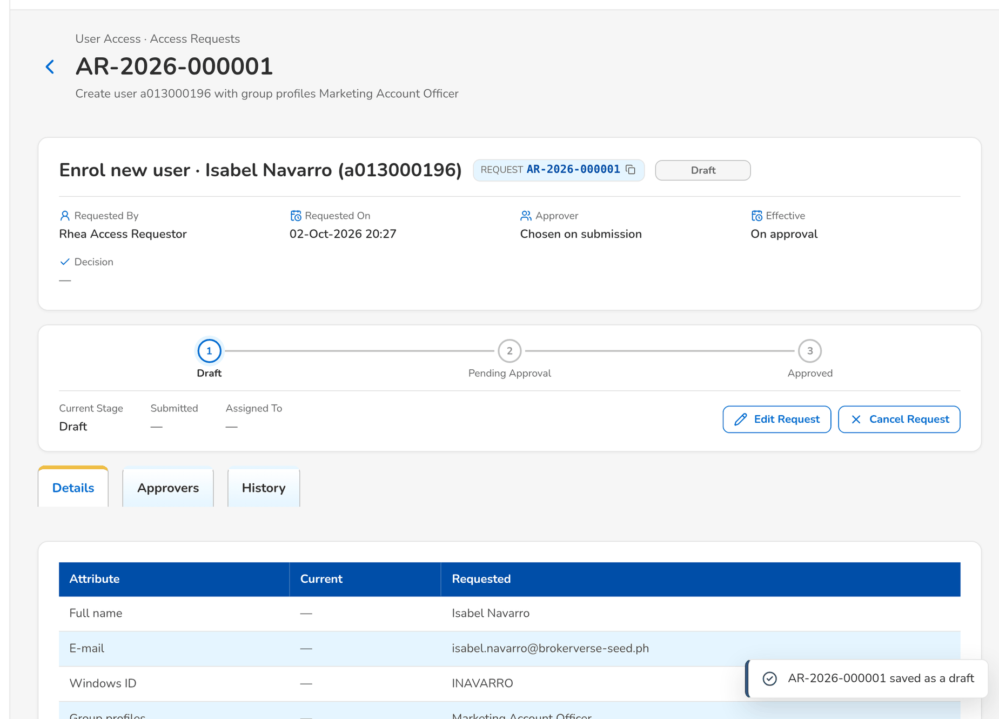 User Access · Access Requests
AR-2026-000001
Create user a013000196 with group profiles Marketing Account Officer
Enrol new user · Isabel Navarro (a013000196)
REQUEST AR-2026-000001
Draft
Requested By
Rhea Access Requestor
Requested On
02-Oct-2026 20:27
Approver
Chosen on submission
Effective
On approval
Decision
—
1
Draft
2
Pending Approval
3
Approved
Current Stage
Draft
Submitted
—
Assigned To
—
Edit Request
Cancel Request
Details
Approvers
History
Attribute Current Requested
Full name — Isabel Navarro
E-mail — isabel.navarro@brokerverse-seed.ph
Windows ID — INAVARRO
Group profiles — Marketing Account Officer
AR-2026-000001 saved as a draft